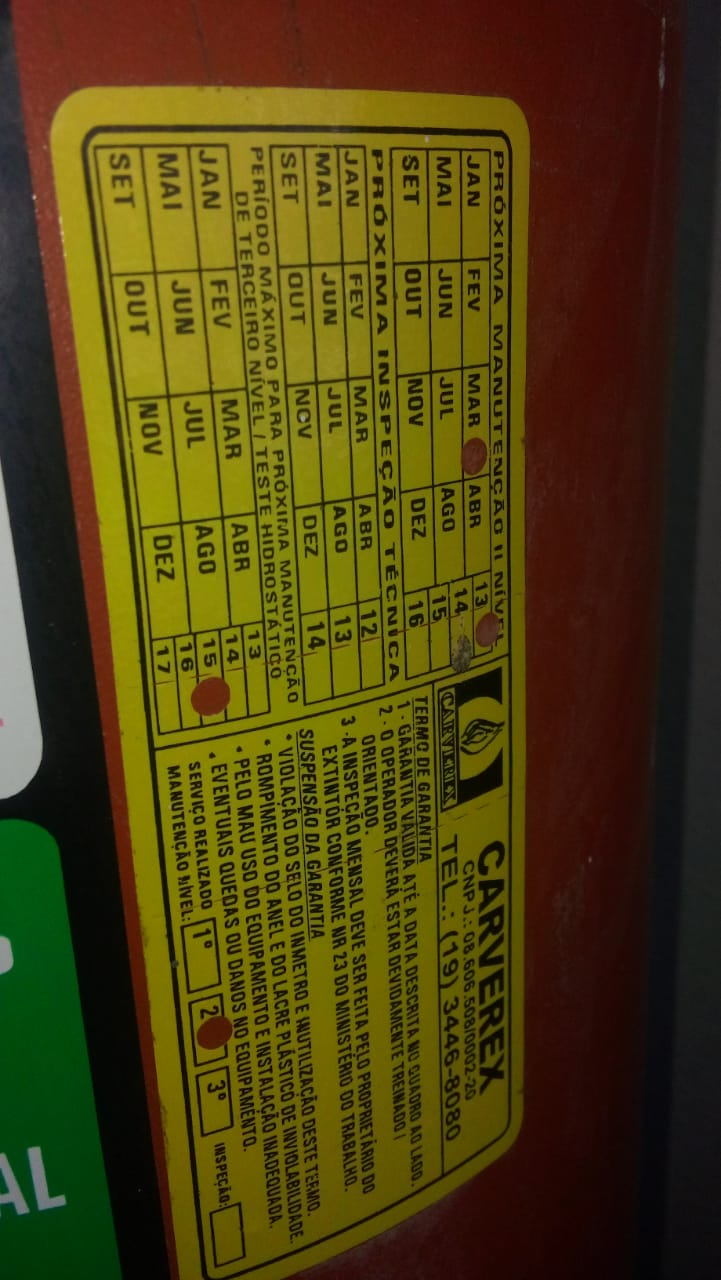 PRÓXIMA MANUTENÇÃO II NÍVEL
JAN FEV MAR ABR 13
MAI JUN JUL AGO 14
SET OUT NOV DEZ 15
16
PRÓXIMA INSPEÇÃO TÉCNICA
JAN FEV MAR ABR 12
MAI JUN JUL AGO 13
SET OUT NOV DEZ 14
PERÍODO MÁXIMO PARA PRÓXIMA MANUTENÇÃO
DE TERCEIRO NÍVEL / TESTE HIDROSTÁTICO
JAN FEV MAR ABR 13
MAI JUN JUL AGO 14
SET OUT NOV DEZ 15
16
17
CARVEREX
CARVEREX
CNPJ.: 08.606.508/0002-20
TEL.: (19) 3446-8080
TERMO DE GARANTIA
1 - GARANTIA VÁLIDA ATÉ A DATA DESCRITA NO QUADRO AO LADO.
2 - O OPERADOR DEVERÁ ESTAR DEVIDAMENTE TREINADO /
ORIENTADO.
3 - A INSPEÇÃO MENSAL DEVE SER FEITA PELO PROPRIETÁRIO DO
EXTINTOR CONFORME NR 23 DO MINISTÉRIO DO TRABALHO.
SUSPENSÃO DA GARANTIA
• VIOLAÇÃO DO SELO DO INMETRO E INUTILIZAÇÃO DESTE TERMO.
• ROMPIMENTO DO ANEL E DO LACRE PLÁSTICO DE INVIOLABILIDADE.
• PELO MAU USO DO EQUIPAMENTO E INSTALAÇÃO INADEQUADA.
• EVENTUAIS QUEDAS OU DANOS NO EQUIPAMENTO.
SERVIÇO REALIZADO
MANUTENÇÃO NÍVEL: 1º 2 3º INSPEÇÃO:
AL